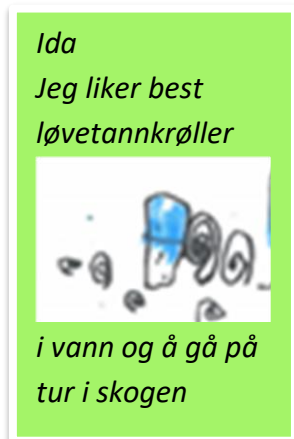 Ida
Jeg liker best
løvetannkrøller
i vann og å gå på
tur i skogen